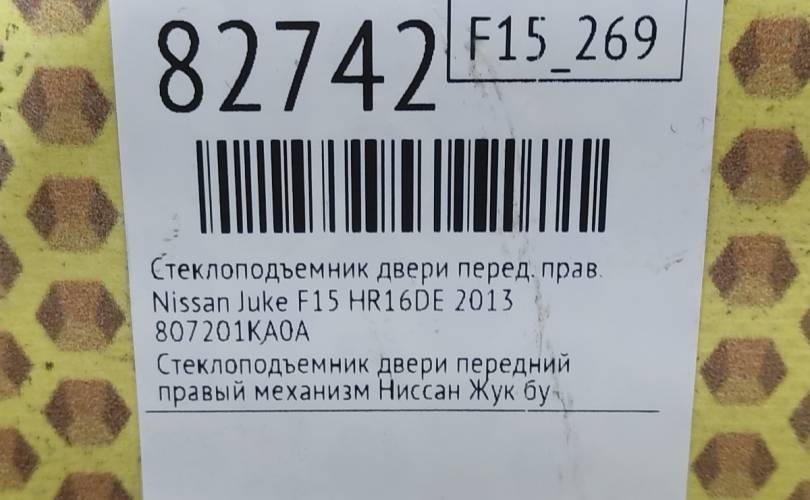 82742
F15_269
Стеклоподъемник двери перед. прав.
Nissan Juke F15 HR16DE 2013
807201KA0A
Стеклоподъемник двери передний
правый механизм Ниссан Жук бу